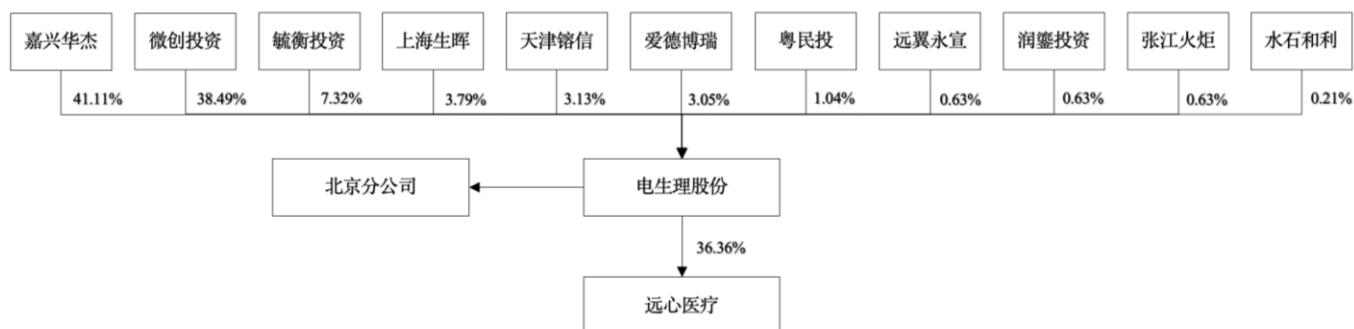 嘉兴华杰 微创投资 毓衡投资 上海生晖 天津镕信 爱德博瑞 粤民投 远翼永宣 润鎏投资 张江火炬 水石和利
41.11% 38.49% 7.32% 3.79% 3.13% 3.05% 1.04% 0.63% 0.63% 0.63% 0.21%
北京分公司 电生理股份
36.36%
远心医疗